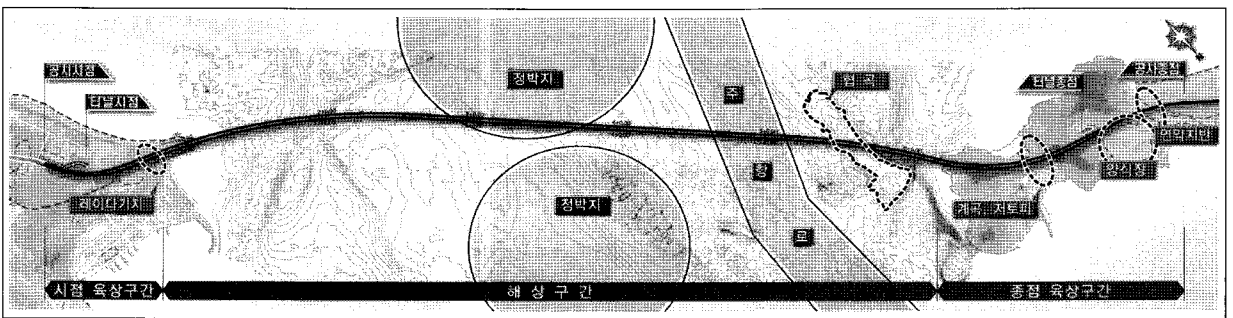 공사시점
터널시점
레이다기지
정박지
정박지
주
항
로
협 곡
터널종점
공사종점
연약지반
양식장
계곡 저토피
시점 육상구간
해 상 구 간
종점 육상구간